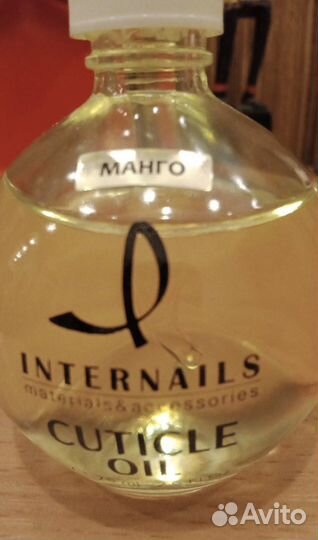 МАНГО
INTERNAILS
materials & accessories
CUTICLE
OIL
Avito